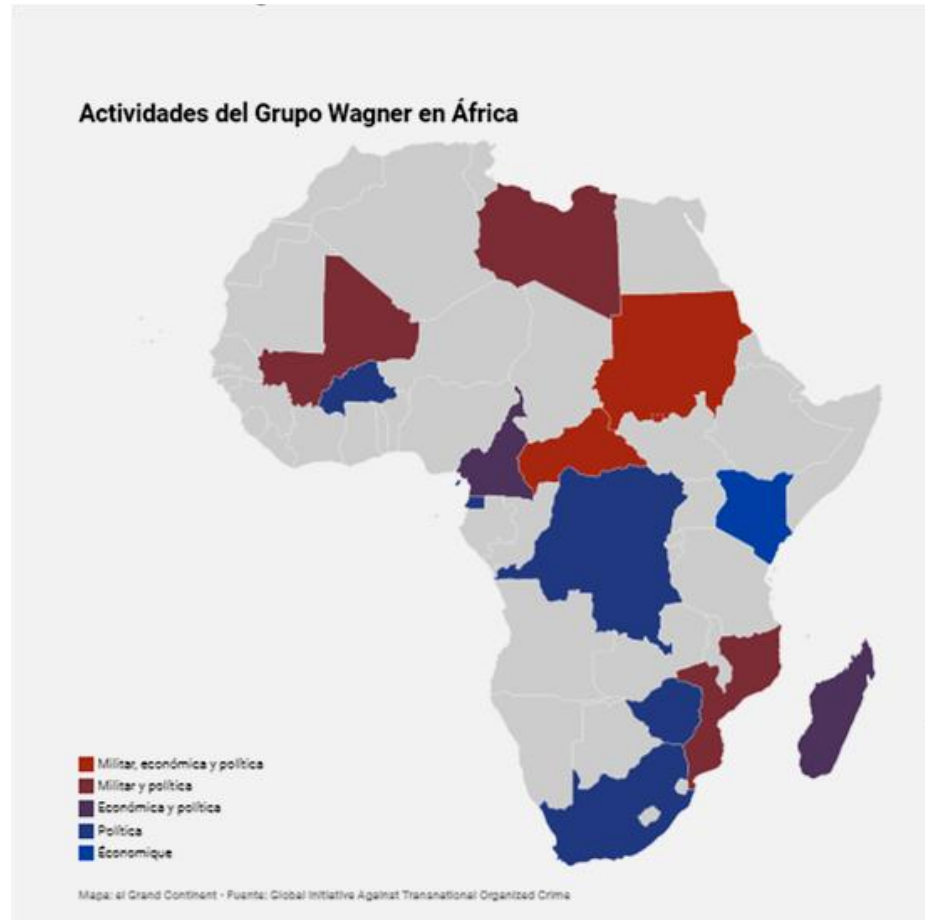 Actividades del Grupo Wagner en África
Militar, económica y política
Militar y política
Económica y política
Política
Économique
Mapa: el Grand Continent • Fuente: Global Initiative Against Transnational Organized Crime